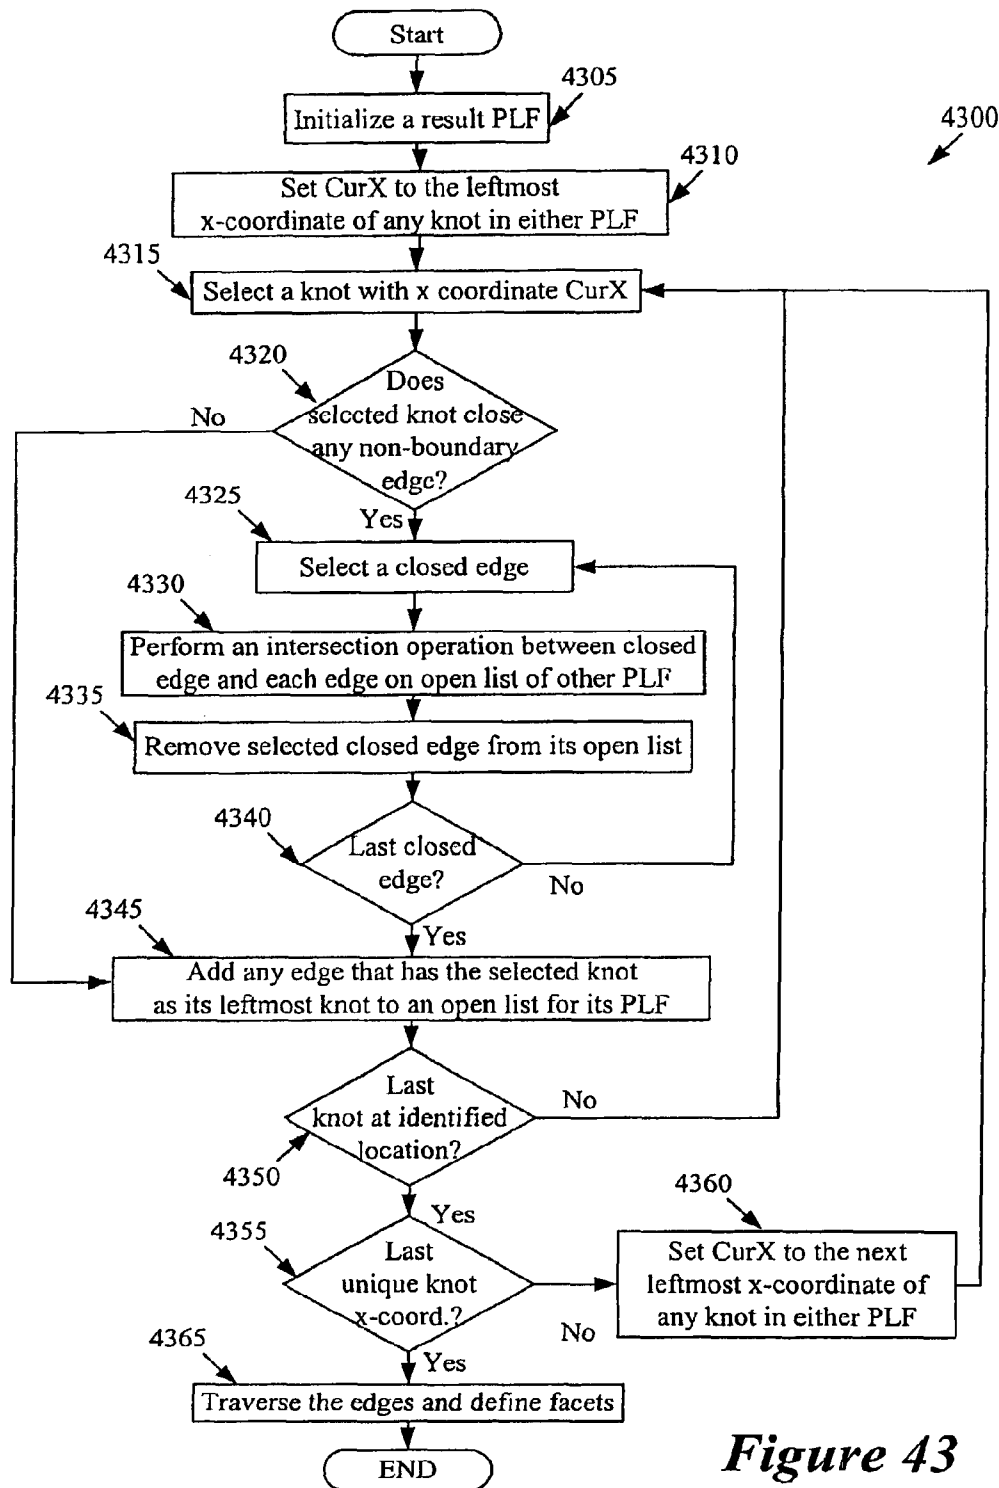 Start
4305
Initialize a result PLF
4300
4310
Set CurX to the leftmost
x-coordinate of any knot in either PLF
4315
Select a knot with x coordinate CurX
4320
Does
selected knot close
any non-boundary
edge?
No
4325
Yes
Select a closed edge
4330
Perform an intersection operation between closed
edge and each edge on open list of other PLF
4335
Remove selected closed edge from its open list
4340
Last closed
edge?
No
4345
Yes
Add any edge that has the selected knot
as its leftmost knot to an open list for its PLF
Last
knot at identified
location?
No
4350
4360
Yes
4355
Last
unique knot
x-coord.?
Set CurX to the next
leftmost x-coordinate of
any knot in either PLF
No
4365
Yes
Traverse the edges and define facets
END
Figure 43